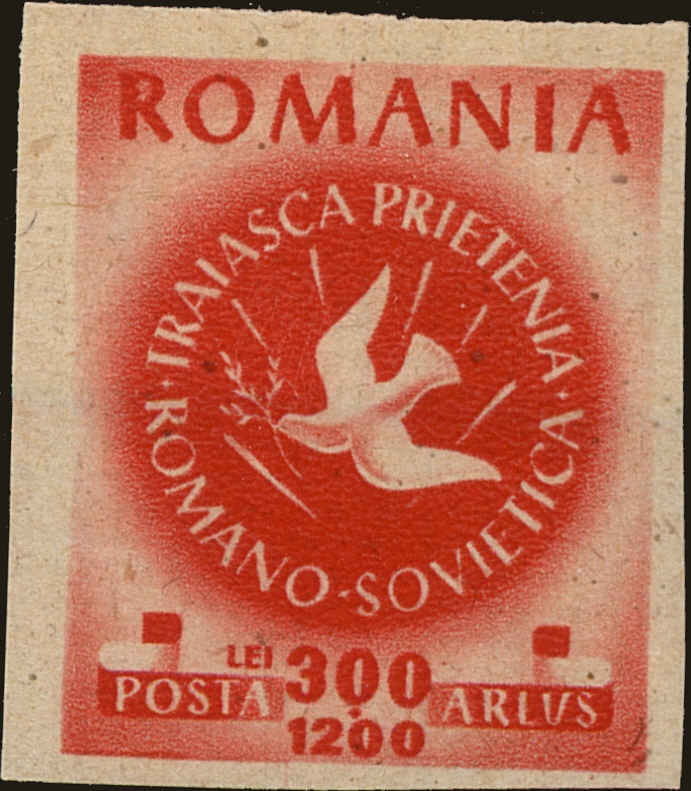 ROMANIA
· TRAIASCA PRIETENIA ·
ROMANO-SOVIETICA
LEI 300
POSTA ARLUS
1200